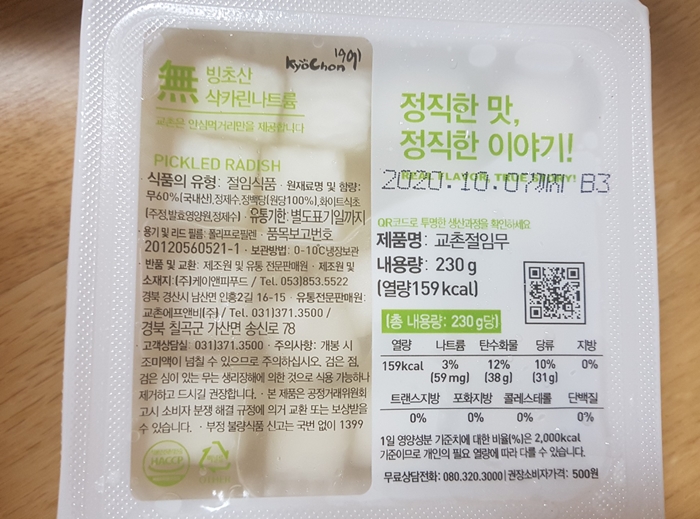 kyochon 1991
無 빙초산
삭카린나트륨
교촌은 안심먹거리만을 제공합니다
PICKLED RADISH
식품의 유형: 절임식품 · 원재료명 및 함량:
무60%(국내산),정제수,정백당(원당100%),화이트식초
(주정,발효영양원,정제수) · 유통기한: 별도표기일까지
· 용기 및 리드 필름: 폴리프로필렌 · 품목보고번호
20120560521-1 · 보관방법: 0-10℃냉장보관
· 반품 및 교환: 제조원 및 유통 전문판매원 · 제조원 및
소재지:(주)케이앤피푸드 / Tel. 053)853.5522
경북 경산시 남산면 인흥2길 16-15 · 유통전문판매원:
교촌에프앤비(주) / Tel. 031)371.3500 /
경북 칠곡군 가산면 송신로 78
· 고객상담실: 031)371.3500 · 주의사항: 개봉 시
조미액이 넘칠 수 있으므로 주의하십시오. 검은 점,
검은 심이 있는 무는 생리장해에 의한 것으로 식용 가능하나
제거하고 드시길 권장합니다. · 본 제품은 공정거래위원회
고시 소비자 분쟁 해결 규정에 의거 교환 또는 보상받을
수 있습니다. · 부정 불량식품 신고는 국번 없이 1399
HACCP
정직한 맛,
정직한 이야기!
REAL FLAVOR, TRUE STORY!
2020.10.07까지 B3
QR코드로 투명한 생산과정을 확인하세요
제품명: 교촌절임무
내용량: 230 g
(열량159 kcal)
(총 내용량: 230 g당)
열량 나트륨 탄수화물 당류 지방
159kcal 3% 12% 10% 0%
(59 mg) (38 g) (31g)
트랜스지방 포화지방 콜레스테롤 단백질
0% 0% 0% 0%
1일 영양성분 기준치에 대한 비율(%)은 2,000kcal
기준이므로 개인의 필요 열량에 따라 다를 수 있습니다.
무료상담전화: 080.320.3000 | 권장소비자가격: 500원